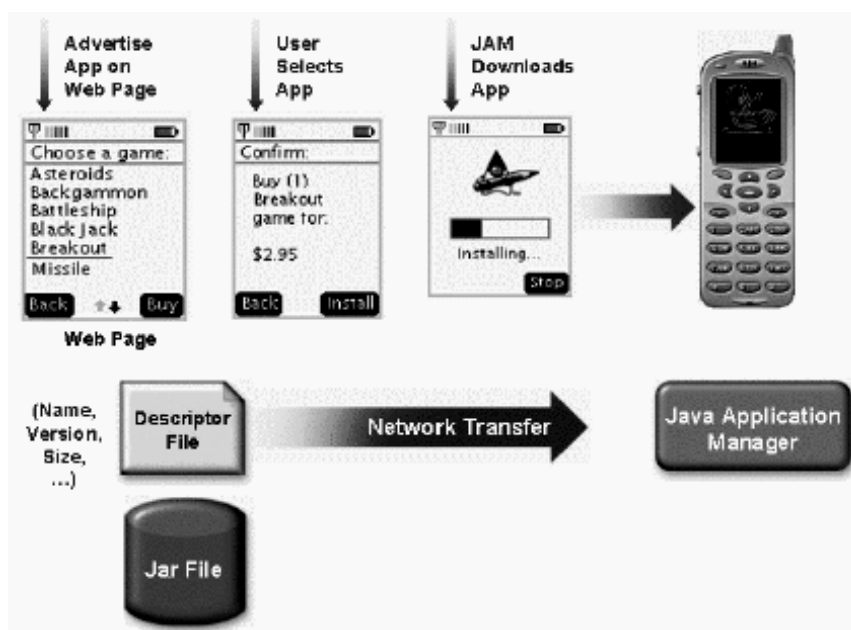 Advertise
App on
Web Page
User
Selects
App
JAM
Downloads
App
Choose a game:
Asteroids
Backgammon
Battleship
Black Jack
Breakout
Missile
Back
Buy
Web Page
Confirm:
Buy (1)
Breakout
game for:
$2.95
Back
Install
Installing...
Stop
(Name,
Version,
Size,
...)
Descriptor
File
Network Transfer
Java Application
Manager
Jar File